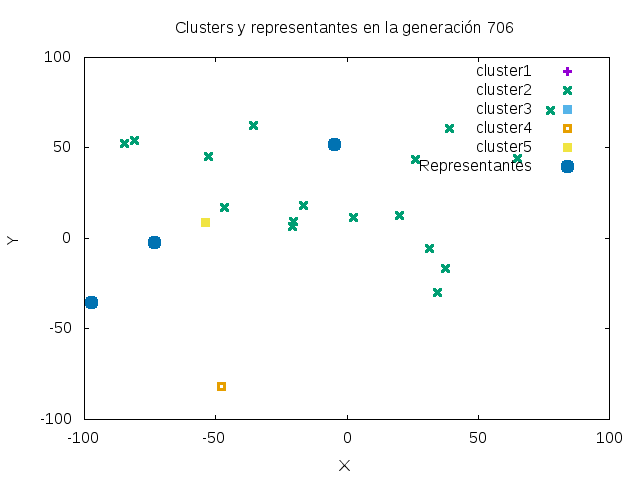 Clusters y representantes en la generación 706
100
cluster1
cluster2
cluster3
cluster4
50
cluster5
Representantes
Y
0
-50
-100
-100
-50
0
50
100
X